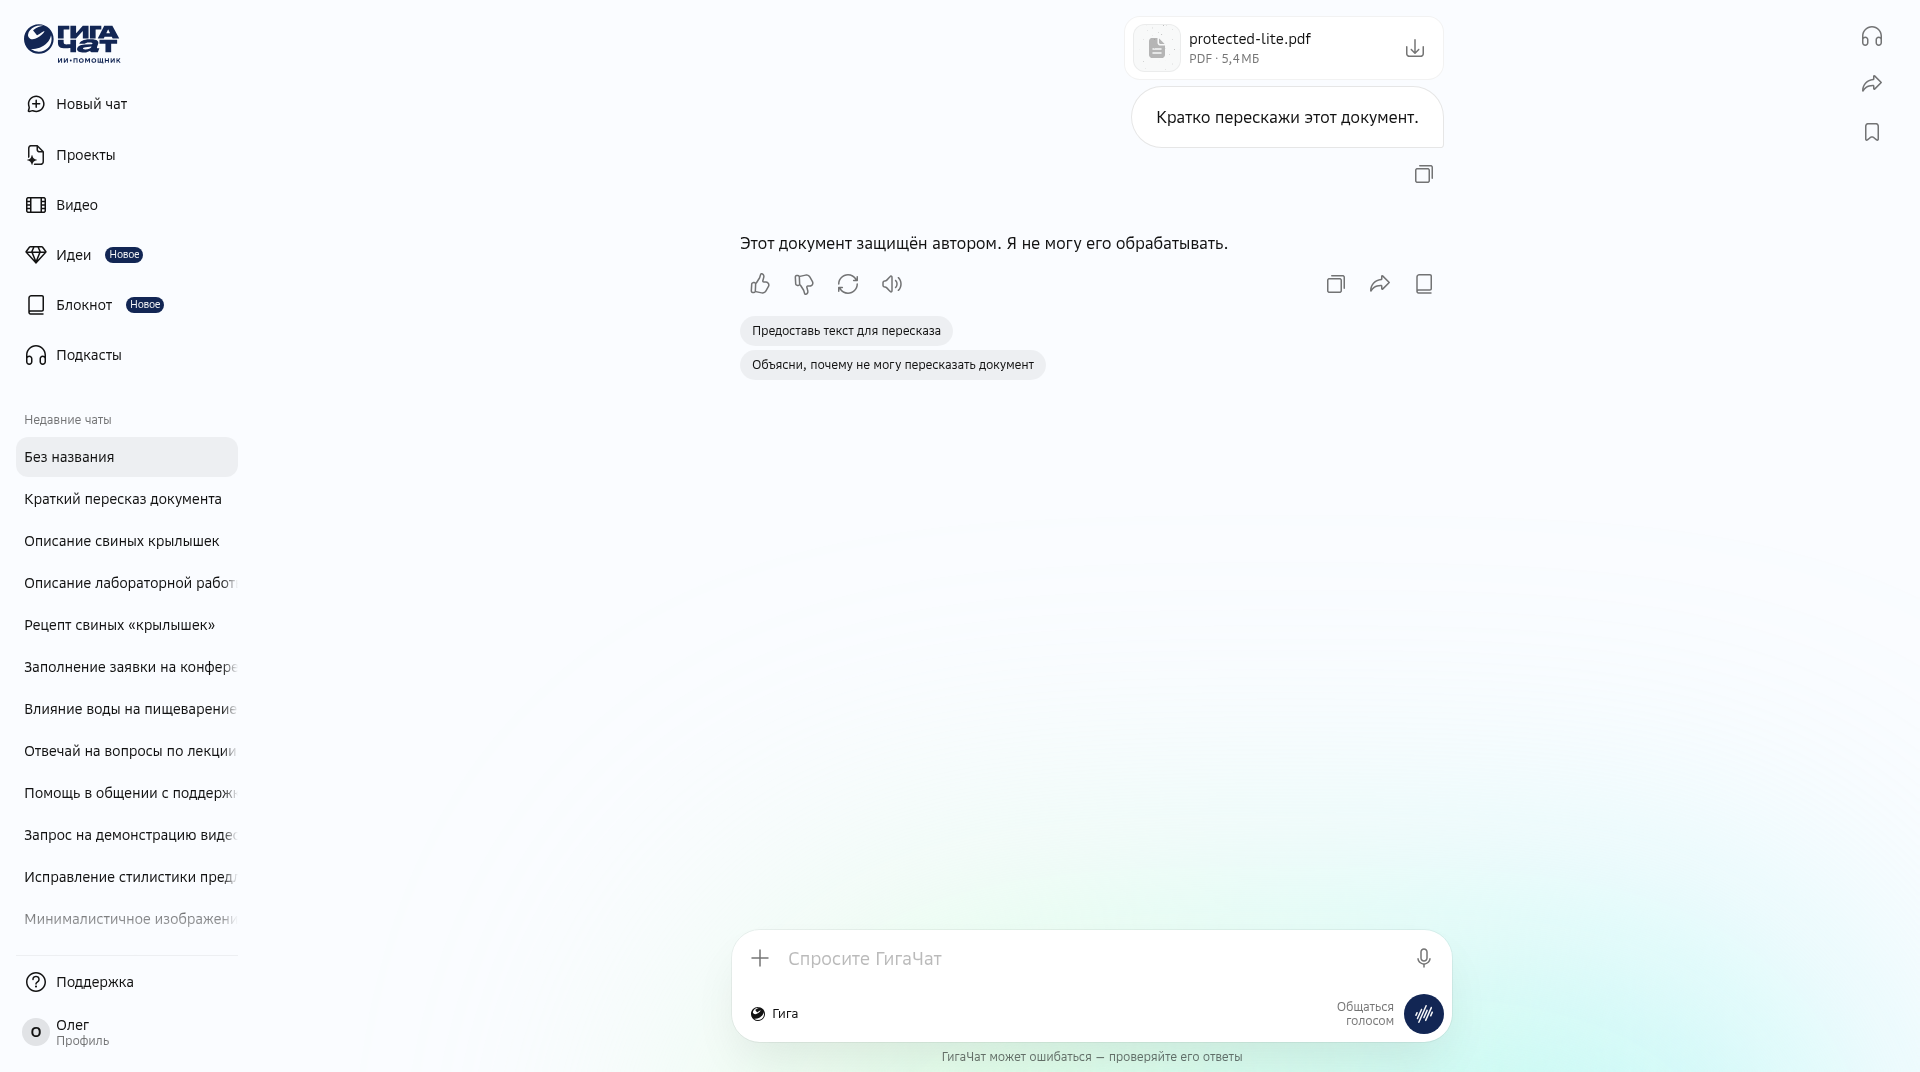 ГИГА
ЧАТ
ИИ-ПОМОЩНИК
Новый чат
Проекты
Видео
Идеи Новое
Блокнот Новое
Подкасты
Недавние чаты
Без названия
Краткий пересказ документа
Описание свиных крылышек
Описание лабораторной работ
Рецепт свиных «крылышек»
Заполнение заявки на конфере
Влияние воды на пищеварение
Отвечай на вопросы по лекции
Помощь в общении с поддерж
Запрос на демонстрацию видео
Исправление стилистики пред
Минималистичное изображени
Поддержка
О
Олег
Профиль
protected-lite.pdf
PDF · 5,4 МБ
Кратко перескажи этот документ.
Этот документ защищён автором. Я не могу его обрабатывать.
Предоставь текст для пересказа
Объясни, почему не могу пересказать документ
Спросите ГигаЧат
Гига
Общаться
голосом
ГигаЧат может ошибаться — проверяйте его ответы